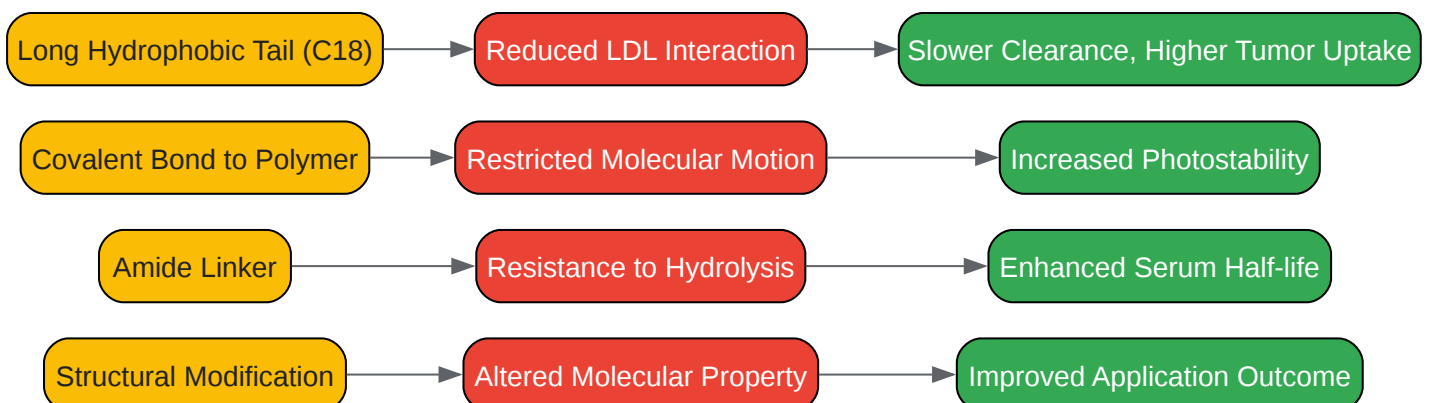 Long Hydrophobic Tail (C18) Reduced LDL Interaction Slower Clearance, Higher Tumor Uptake
Covalent Bond to Polymer Restricted Molecular Motion Increased Photostability
Amide Linker Resistance to Hydrolysis Enhanced Serum Half-life
Structural Modification Altered Molecular Property Improved Application Outcome